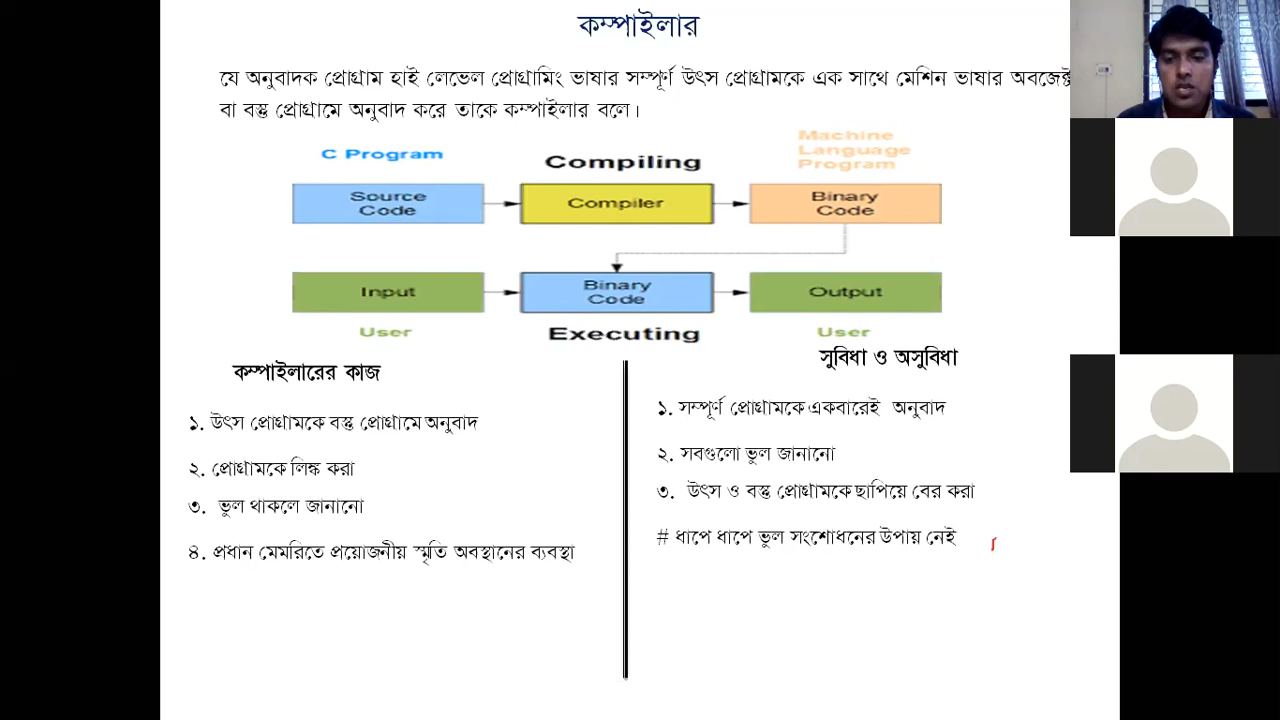 কম্পাইলার
যে অনুবাদক প্রোগ্রাম হাই লেভেল প্রোগ্রামিং ভাষার সম্পূর্ণ উৎস প্রোগ্রামকে এক সাথে মেশিন ভাষার অবজেক্ট
বা বস্তু প্রোগ্রামে অনুবাদ করে তাকে কম্পাইলার বলে।
C Program
Compiling
Machine
Language
Program
Source
Code
Compiler
Binary
Code
Input
Binary
Code
Output
User
Executing
User
কম্পাইলারের কাজ
১. উৎস প্রোগ্রামকে বস্তু প্রোগ্রামে অনুবাদ
২. প্রোগ্রামকে লিঙ্ক করা
৩. ভুল থাকলে জানানো
৪. প্রধান মেমরিতে প্রয়োজনীয় স্মৃতি অবস্থানের ব্যবস্থা
সুবিধা ও অসুবিধা
১. সম্পূর্ণ প্রোগ্রামকে একবারেই অনুবাদ
২. সবগুলো ভুল জানানো
৩. উৎস ও বস্তু প্রোগ্রামকে ছাপিয়ে বের করা
# ধাপে ধাপে ভুল সংশোধনের উপায় নেই